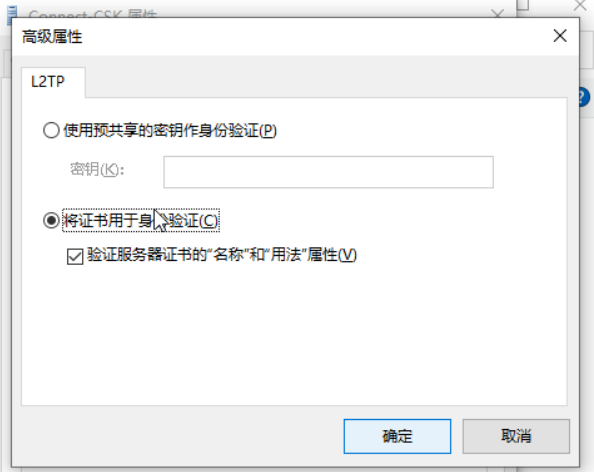 Connect-CSK 属性
高级属性
L2TP
使用预共享的密钥作身份验证(P)
密钥(K):
将证书用于身份验证(C)
验证服务器证书的“名称”和“用法”属性(V)
确定
取消